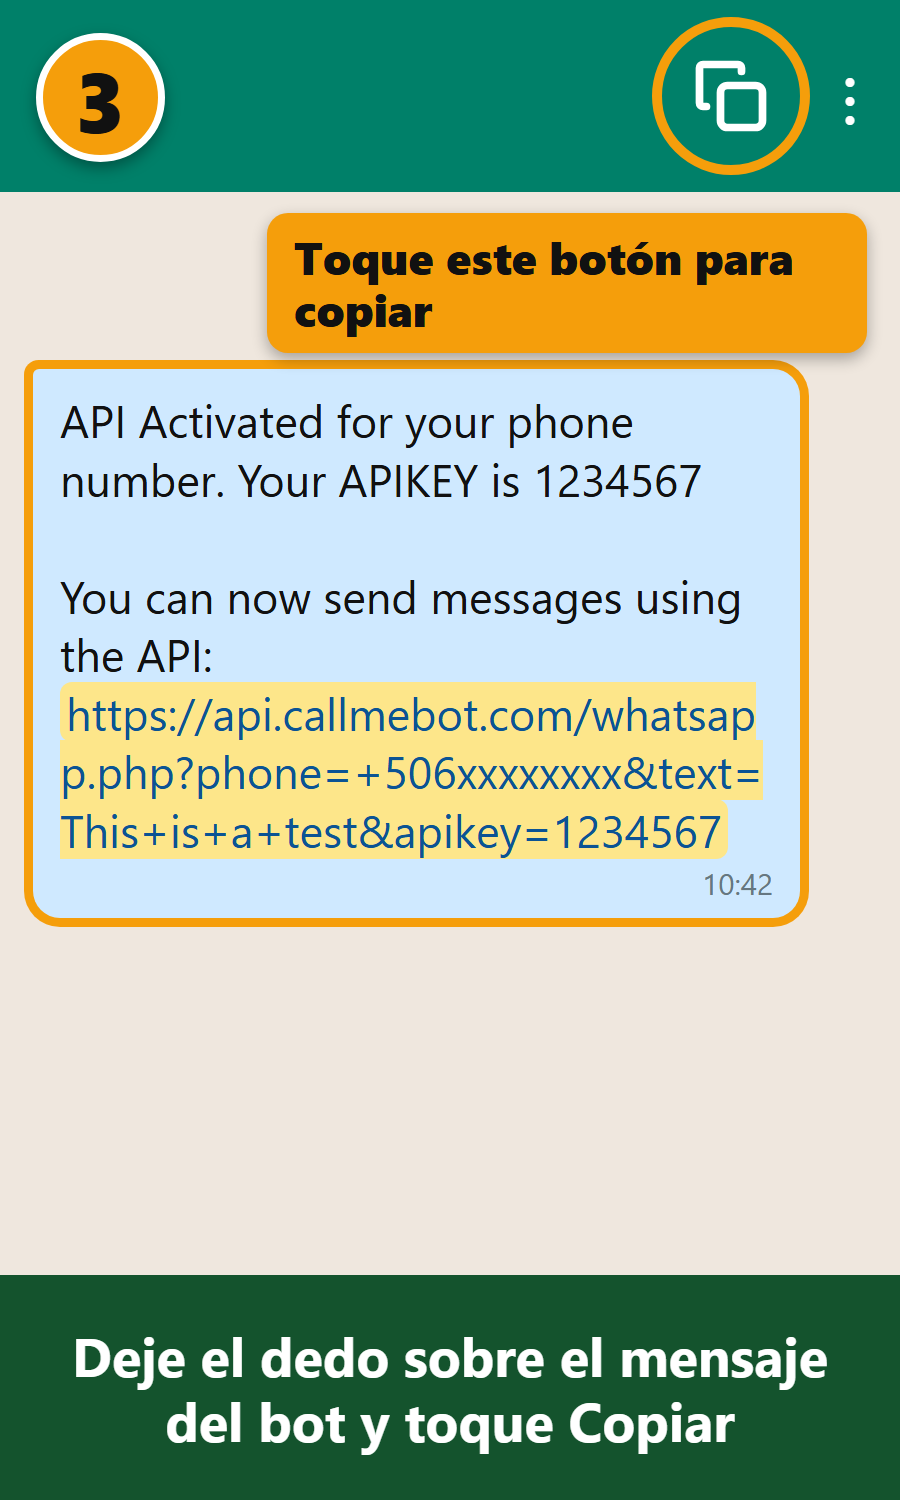 3
Toque este botón para
copiar
API Activated for your phone
number. Your APIKEY is 1234567
You can now send messages using
the API:
https://api.callmebot.com/whatsap
p.php?phone=+506xxxxxxxx&text=
This+is+a+test&apikey=1234567
10:42
Deje el dedo sobre el mensaje
del bot y toque Copiar